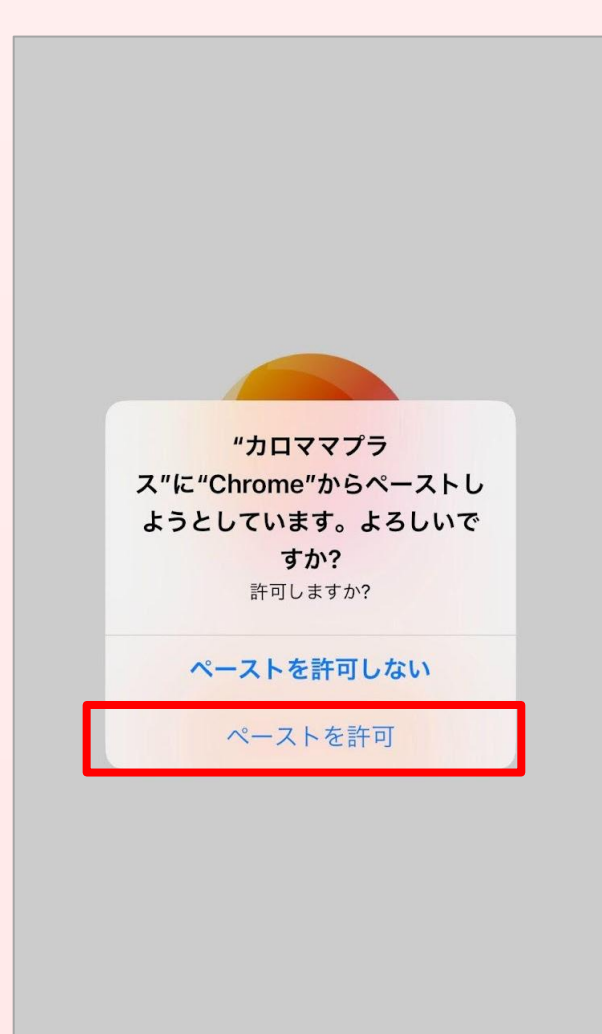 “カロママプラ
ス”に“Chrome”からペーストし
ようとしています。よろしいで
すか?
許可しますか?
ペーストを許可しない
ペーストを許可